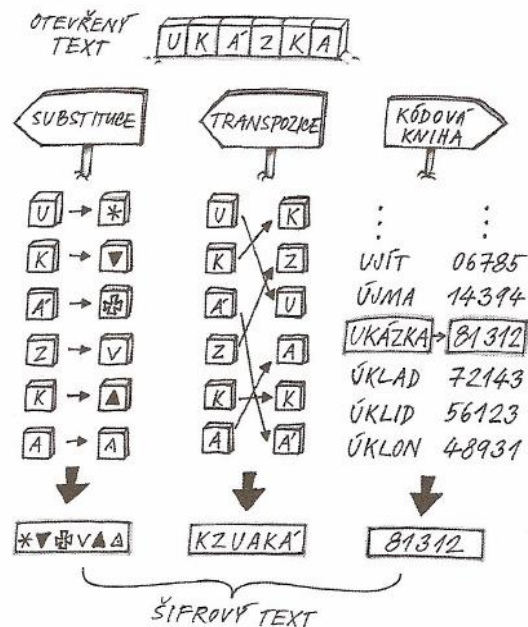 OTEVŘENÝ
TEXT
U K Á Z K A
SUBSTITUCE
U → *
K → ▼
Á → ✠
Z → V
K → ▲
A → A
*▼✠V▲A
TRANSPOZICE
U K
K Z
Á U
Z A
K K
A Á
KZUAKÁ
KÓDOVÁ
KNIHA
UJÍT 06785
ÚJMA 14394
UKÁZKA → 81312
ÚKLAD 72143
ÚKLID 56123
ÚKLON 48931
81312
ŠIFROVÝ TEXT